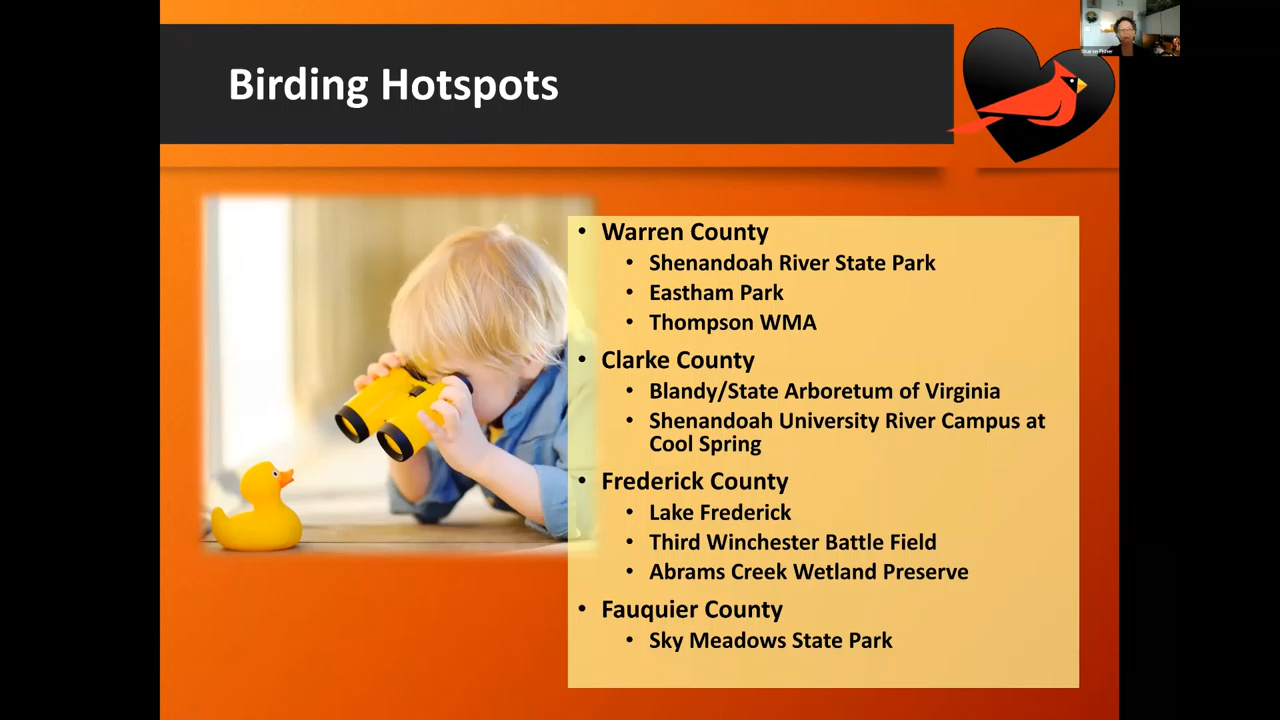 Birding Hotspots
Warren County
Shenandoah River State Park
Eastham Park
Thompson WMA
Clarke County
Blandy/State Arboretum of Virginia
Shenandoah University River Campus at
Cool Spring
Frederick County
Lake Frederick
Third Winchester Battle Field
Abrams Creek Wetland Preserve
Fauquier County
Sky Meadows State Park